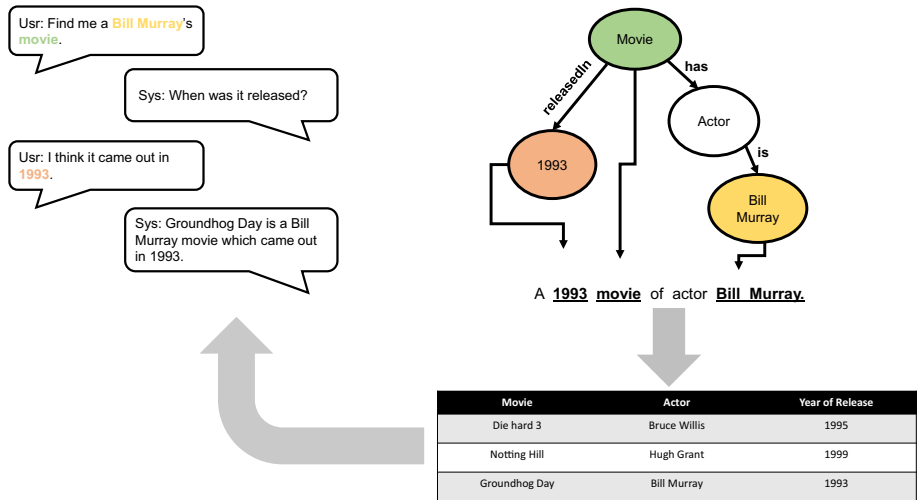 Usr: Find me a Bill Murray's
movie.
Sys: When was it released?
Usr: I think it came out in
1993.
Sys: Groundhog Day is a Bill
Murray movie which came out
in 1993.
Movie
releasedIn
has
1993
Actor
is
Bill
Murray
A 1993 movie of actor Bill Murray.
Movie Actor Year of Release
Die hard 3 Bruce Willis 1995
Notting Hill Hugh Grant 1999
Groundhog Day Bill Murray 1993